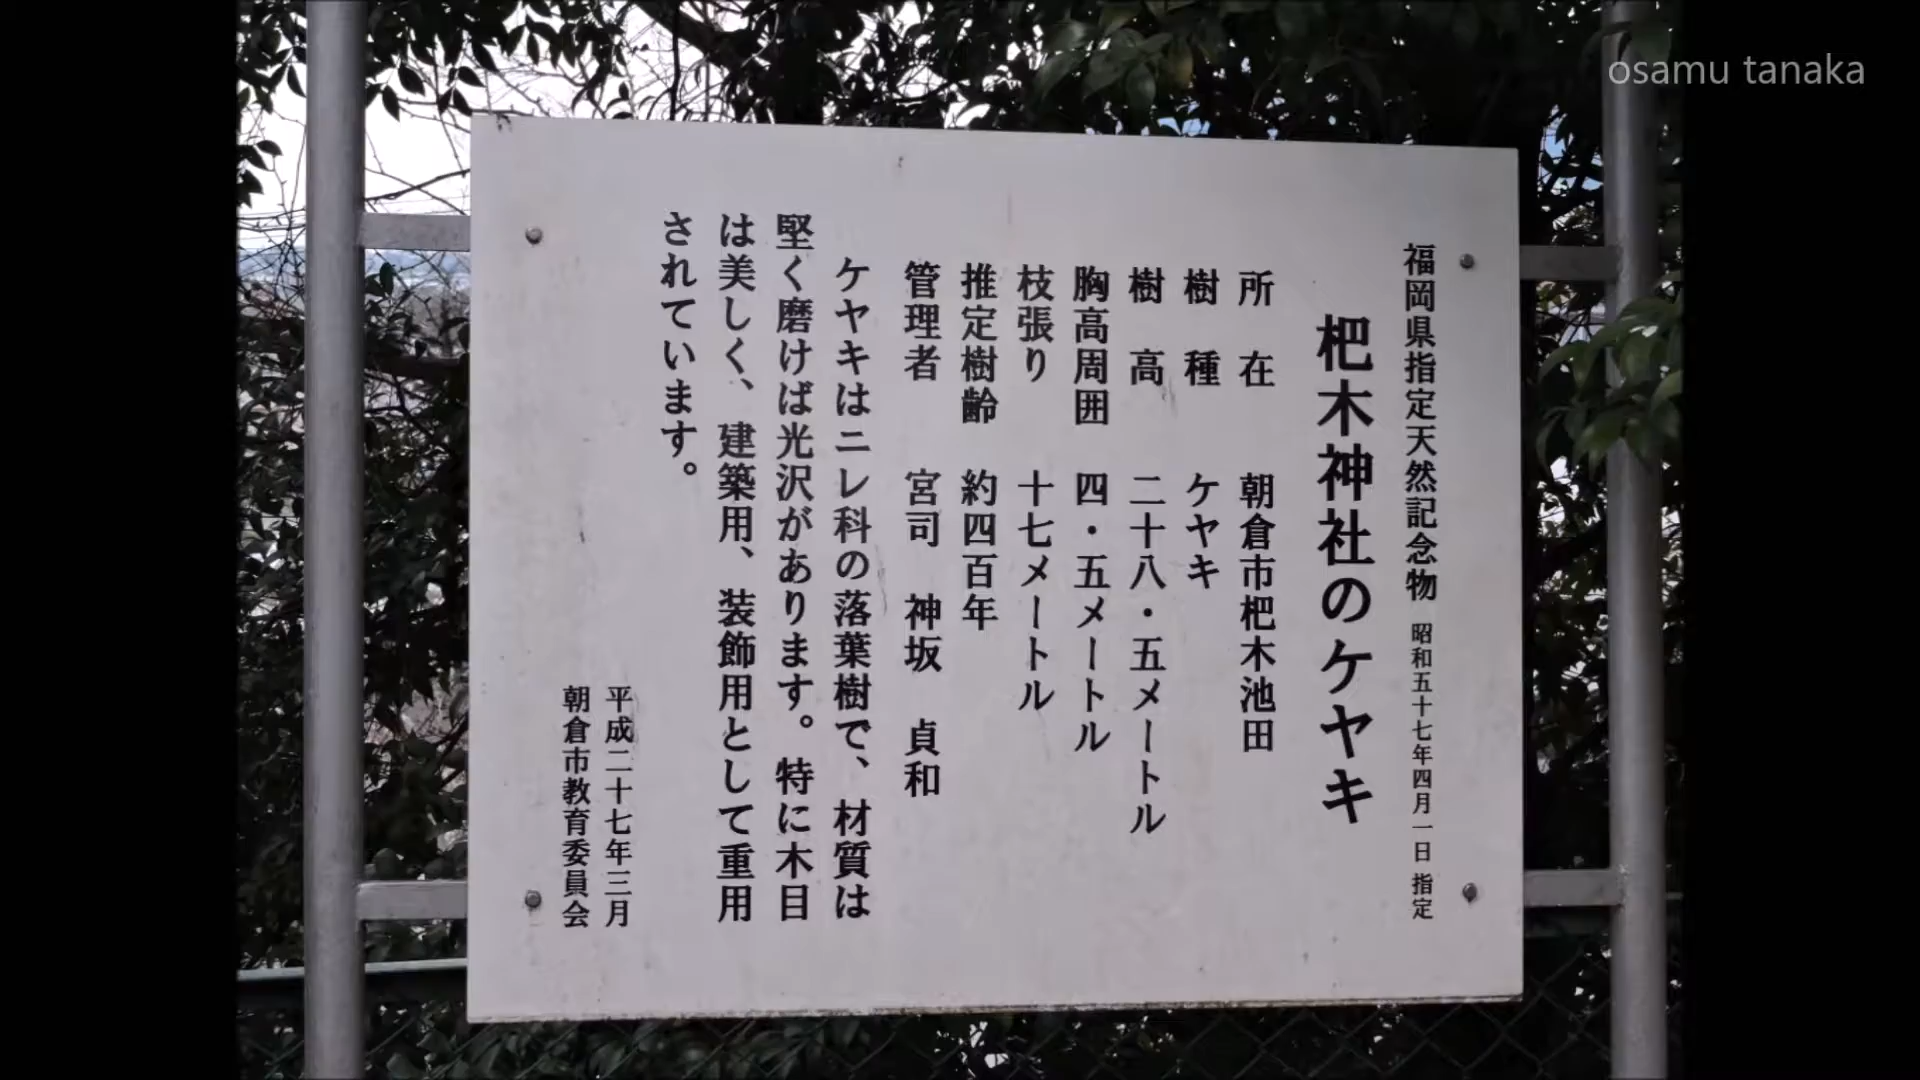 福岡県指定天然記念物 昭和五十七年四月一日 指定
杷木神社のケヤキ
所 在 朝倉市杷木池田
樹 種 ケヤキ
樹 高 二十八・五メートル
胸高周囲 四・五メートル
枝張り 十七メートル
推定樹齢 約四百年
管理者 宮司 神坂 貞和
ケヤキはニレ科の落葉樹で、材質は
堅く磨けば光沢があります。特に木目
は美しく、建築用、装飾用として重用
されています。
平成二十七年三月
朝倉市教育委員会
osamu tanaka